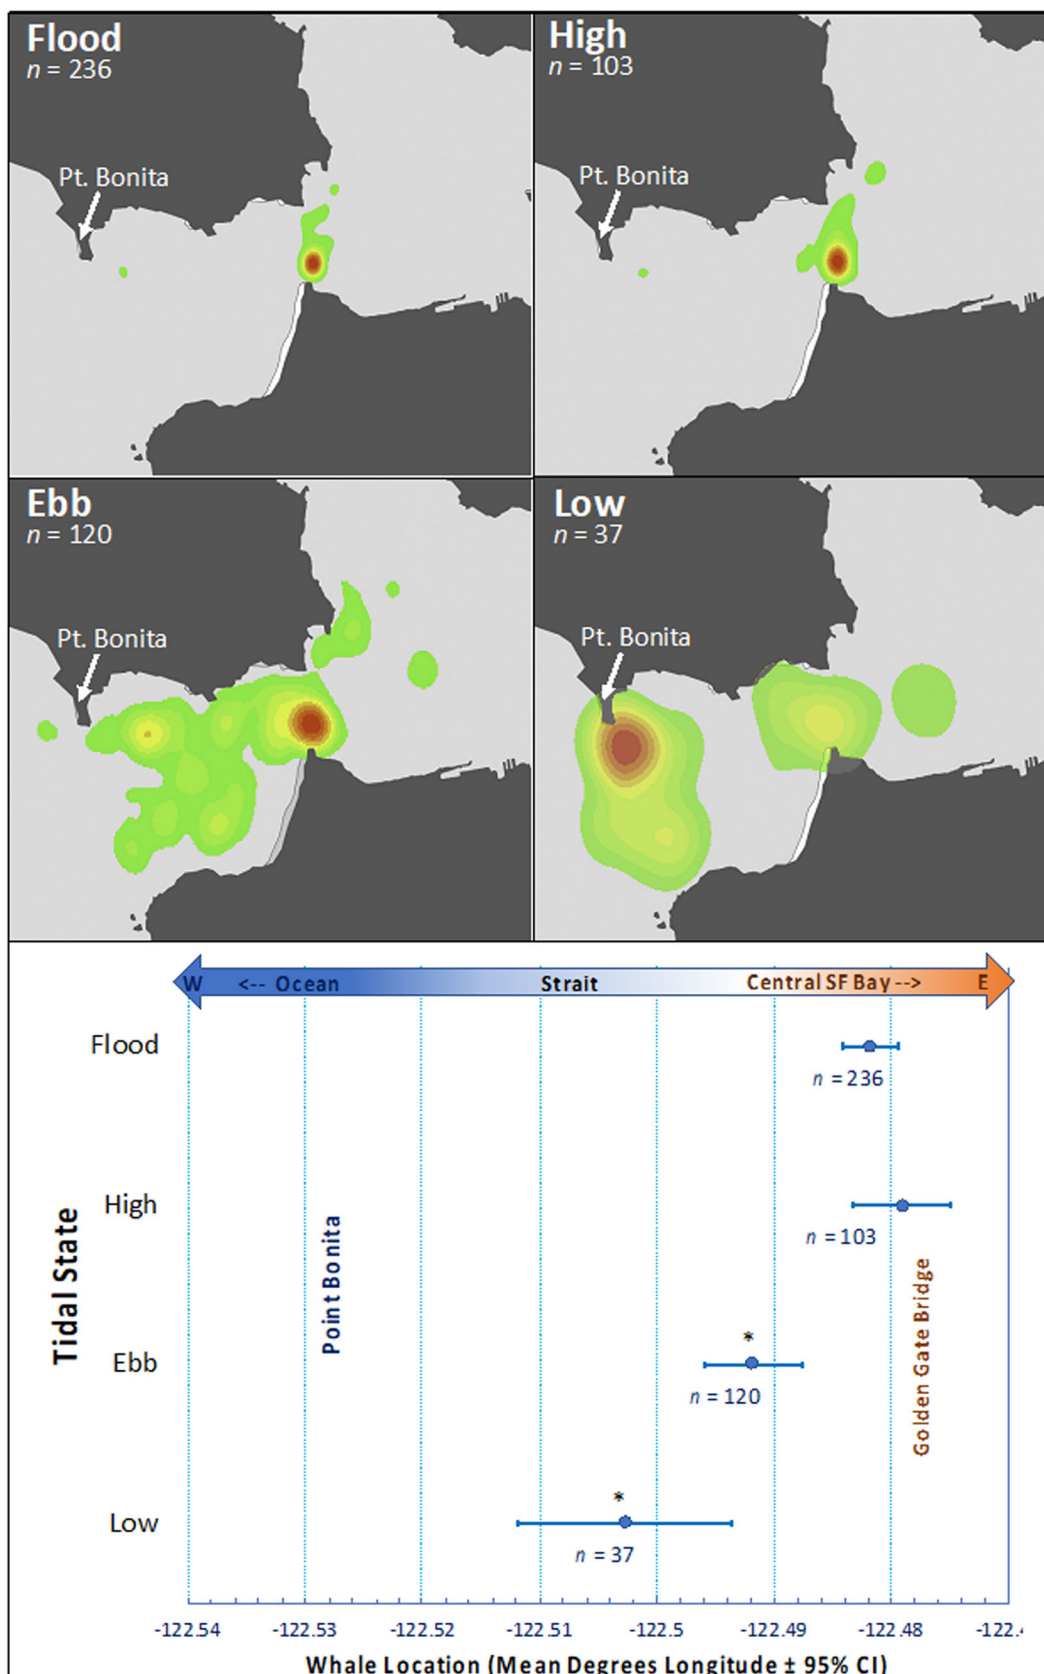 Flood
n = 236
Pt. Bonita
High
n = 103
Pt. Bonita
Ebb
n = 120
Pt. Bonita
Low
n = 37
Pt. Bonita
W <-- Ocean Strait Central SF Bay --> E
Flood
n = 236
High
n = 103
Ebb
*
n = 120
Low
*
n = 37
Tidal State
Point Bonita
Golden Gate Bridge
-122.54 -122.53 -122.52 -122.51 -122.5 -122.49 -122.48 -122.4
Whale Location (Mean Degrees Longitude ± 95% CI)